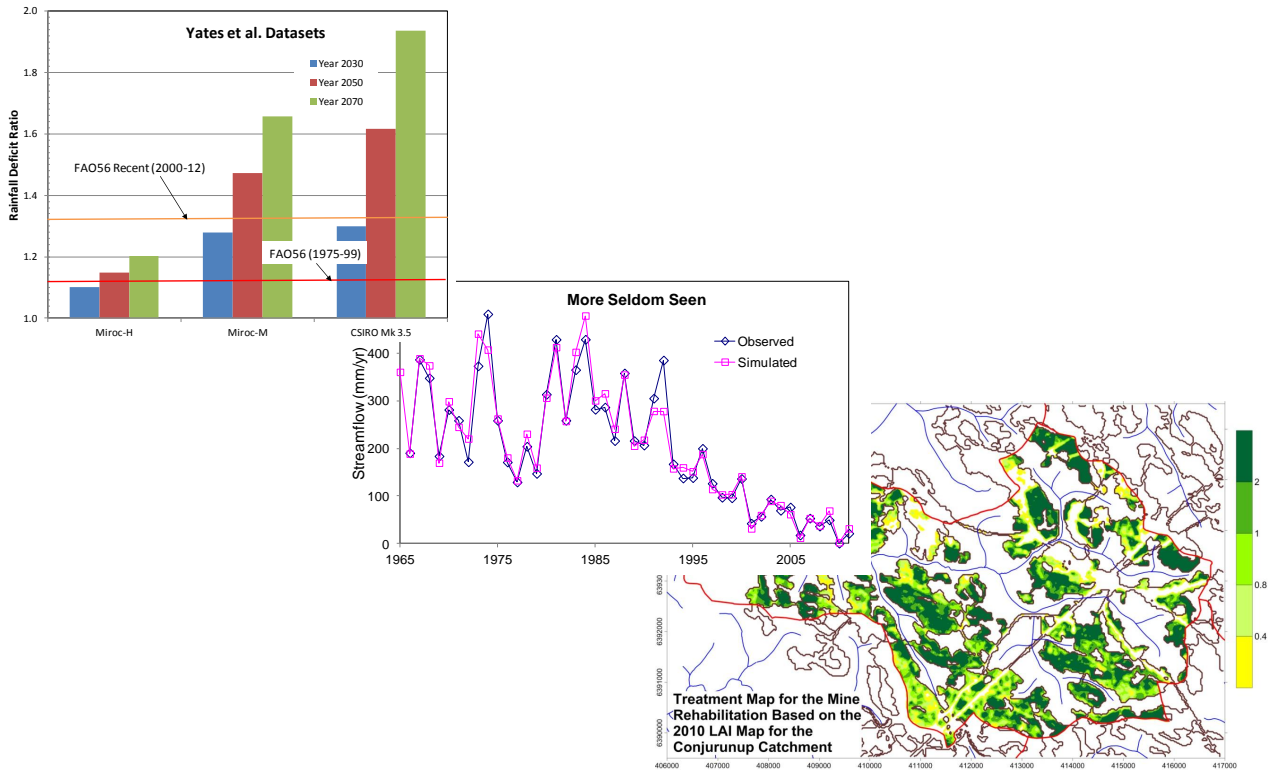 Yates et al. Datasets
Rainfall Deficit Ratio
2.0
1.8
1.6
1.4
1.2
1.0
Year 2030
Year 2050
Year 2070
FAO56 Recent (2000-12)
FAO56 (1975-99)
Miroc-H
Miroc-M
CSIRO Mk 3.5
More Seldom Seen
Streamflow (mm/yr)
400
300
200
100
0
Observed
Simulated
1965
1975
1985
1995
2005
2
1
0.8
0.4
63930
6392000
6391000
6390000
Treatment Map for the Mine
Rehabilitation Based on the
2010 LAI Map for the
Conjurunup Catchment
406000
407000
408000
409000
410000
411000
412000
413000
414000
415000
416000
417000